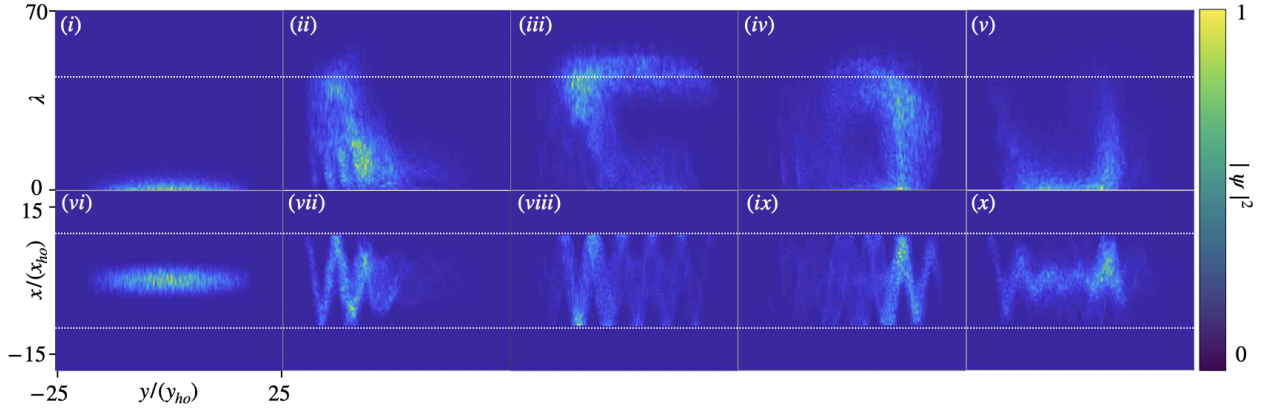 70
(i)
(ii)
(iii)
(iv)
(v)
1
λ
0
|ψ|²
(vi)
(vii)
(viii)
(ix)
(x)
15
x/(x_ho)
−15
0
−25
y/(y_ho)
25